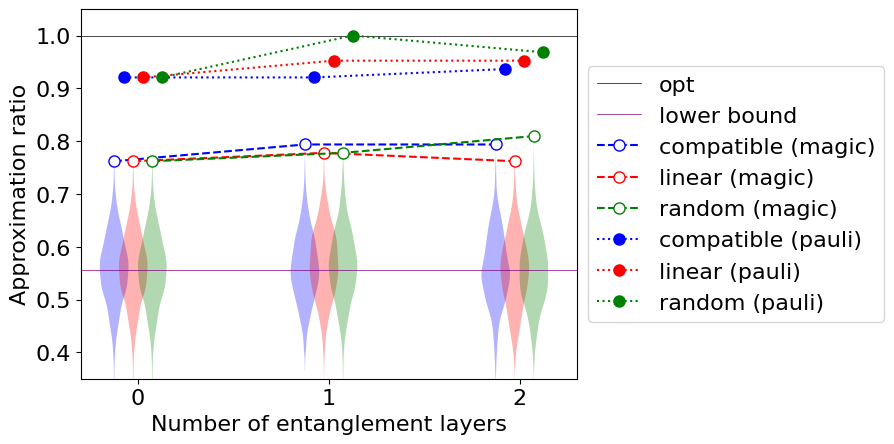 1.0
0.9
0.8
0.7
0.6
0.5
0.4
Approximation ratio
0 1 2
Number of entanglement layers
opt
lower bound
compatible (magic)
linear (magic)
random (magic)
compatible (pauli)
linear (pauli)
random (pauli)